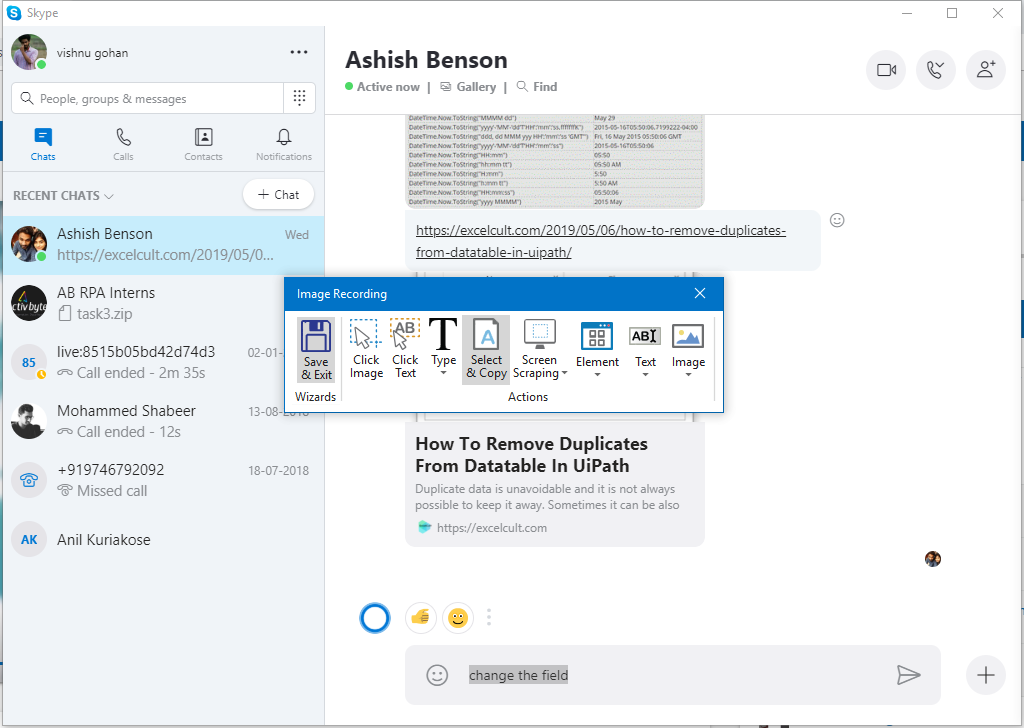 Skype
vishnu gohan
People, groups & messages
Chats
Calls
Contacts
Notifications
RECENT CHATS
+ Chat
Ashish Benson
Wed
https://excelcult.com/2019/05/0...
AB RPA Interns
task3.zip
85
live:8515b05bd42d74d3
02-01-
Call ended - 2m 35s
Mohammed Shabeer
13-08-2018
Call ended - 12s
+919746792092
18-07-2018
Missed call
AK
Anil Kuriakose
Ashish Benson
Active now | Gallery | Find
DateTime.Now.ToString("MMMM dd") May 29
DateTime.Now.ToString("yyyy'-'MM'-'dd'T'HH':'mm':'ss.fffffffK") 2015-05-16T05:50:06.7199222-04:00
DateTime.Now.ToString("ddd, dd MMM yyy HH':'mm':'ss 'GMT'") Fri, 16 May 2015 05:50:06 GMT
DateTime.Now.ToString("yyyy'-'MM'-'dd'T'HH':'mm':'ss") 2015-05-16T05:50:06
DateTime.Now.ToString("HH:mm") 05:50
DateTime.Now.ToString("hh:mm tt") 05:50 AM
DateTime.Now.ToString("H:mm") 5:50
DateTime.Now.ToString("h:mm tt") 5:50 AM
DateTime.Now.ToString("HH:mm:ss") 05:50:06
DateTime.Now.ToString("yyyy MMMM") 2015 May
https://excelcult.com/2019/05/06/how-to-remove-duplicates-
from-datatable-in-uipath/
Image Recording
Save
& Exit
Wizards
Click
Image
AB
Click
Text
T
Type
A
Select
& Copy
Screen
Scraping
Element
AB
Text
Image
Actions
How To Remove Duplicates
From Datatable In UiPath
Duplicate data is unavoidable and it is not always
possible to keep it away. Sometimes it can be also
https://excelcult.com
change the field